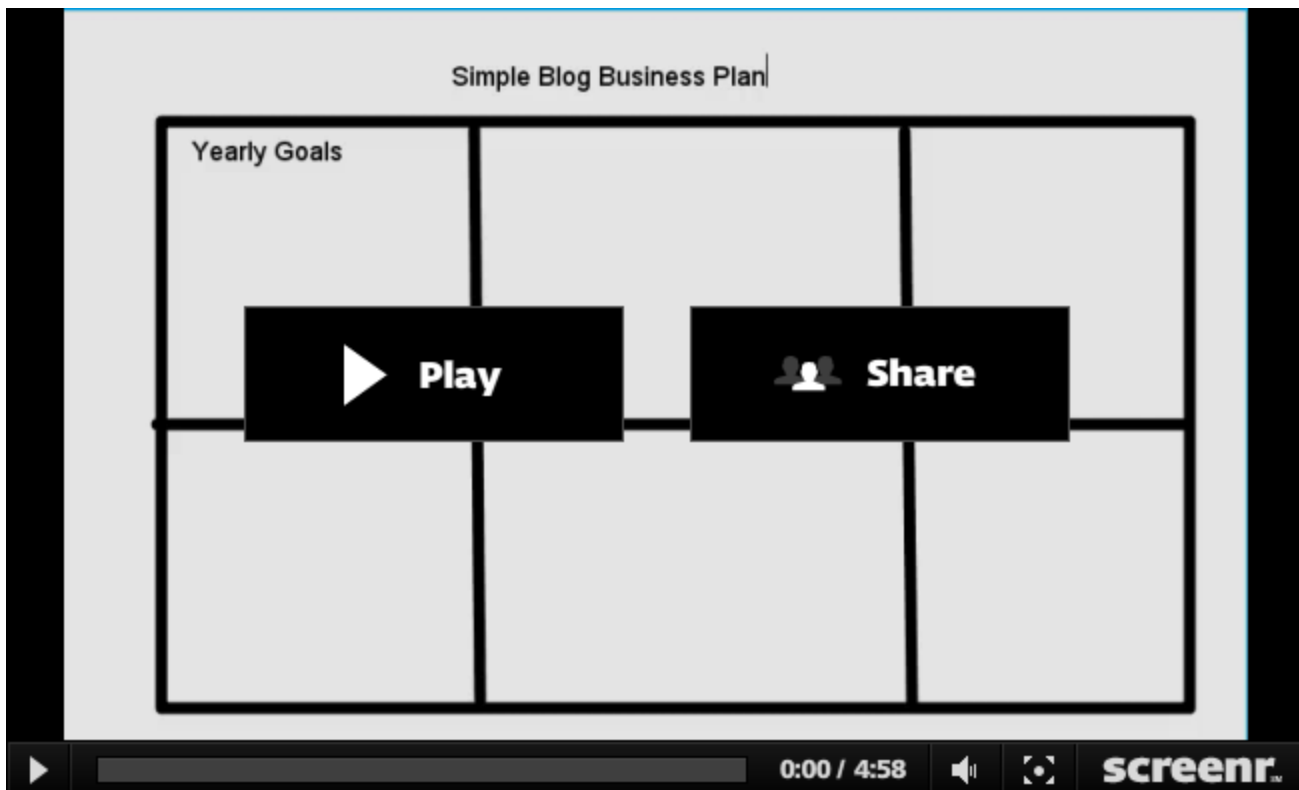 Simple Blog Business Plan
Yearly Goals
Play
Share
0:00 / 4:58
screenr